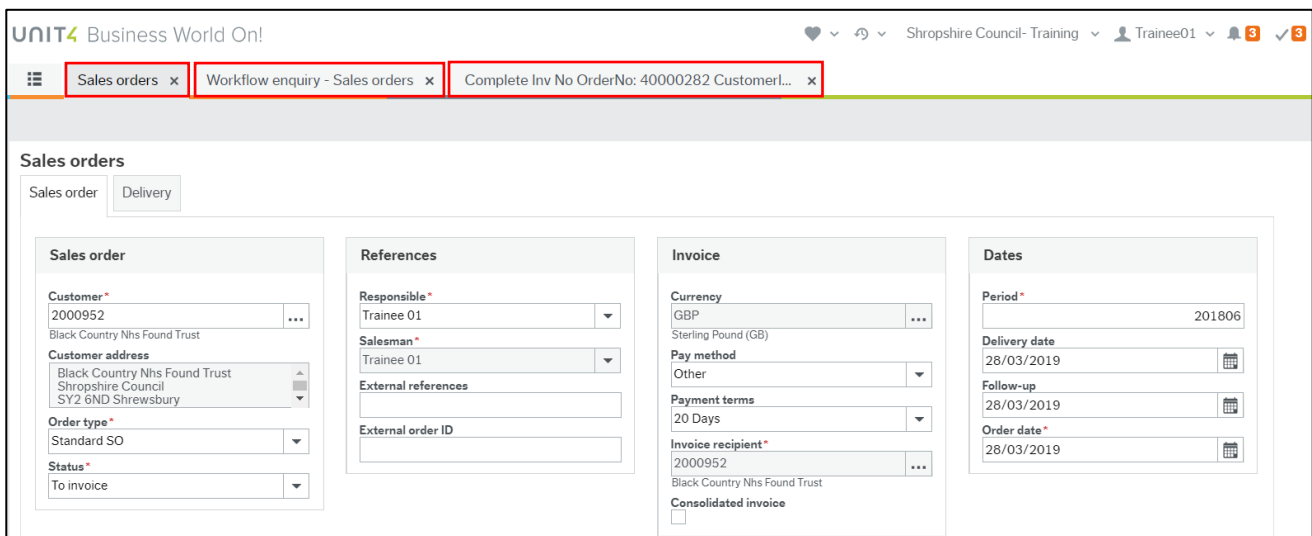 UNIT4 Business World On!
Shropshire Council- Training
Trainee01
3
3
Sales orders ×
Workflow enquiry - Sales orders ×
Complete Inv No OrderNo: 40000282 CustomerI... ×
Sales orders
Sales order
Delivery
Sales order
Customer*
2000952
...
Black Country Nhs Found Trust
Customer address
Black Country Nhs Found Trust
Shropshire Council
SY2 6ND Shrewsbury
Order type*
Standard SO
Status*
To invoice
References
Responsible*
Trainee 01
Salesman*
Trainee 01
External references
External order ID
Invoice
Currency
GBP
...
Sterling Pound (GB)
Pay method
Other
Payment terms
20 Days
Invoice recipient*
2000952
...
Black Country Nhs Found Trust
Consolidated invoice
Dates
Period*
201806
Delivery date
28/03/2019
Follow-up
28/03/2019
Order date*
28/03/2019